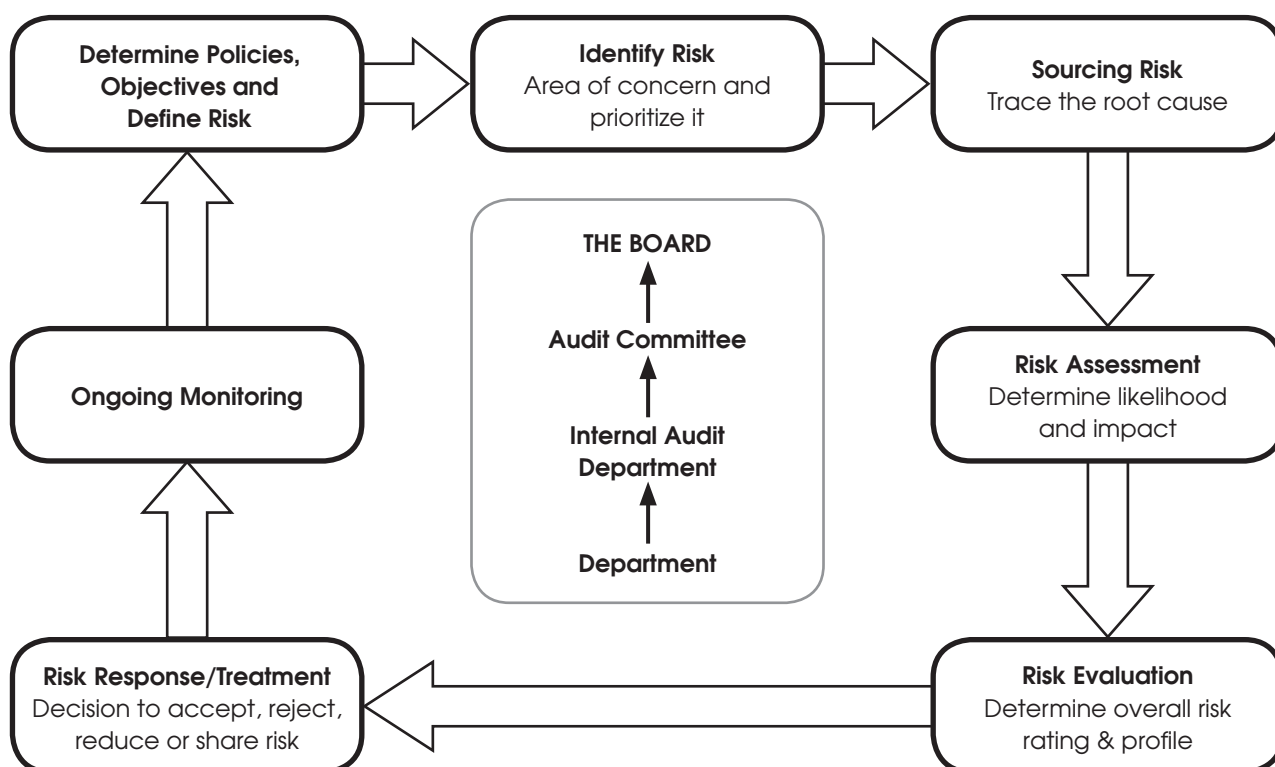 Determine Policies,
Objectives and
Define Risk
Identify Risk
Area of concern and
prioritize it
Sourcing Risk
Trace the root cause
THE BOARD
Audit Committee
Internal Audit
Department
Department
Ongoing Monitoring
Risk Assessment
Determine likelihood
and impact
Risk Response/Treatment
Decision to accept, reject,
reduce or share risk
Risk Evaluation
Determine overall risk
rating & profile